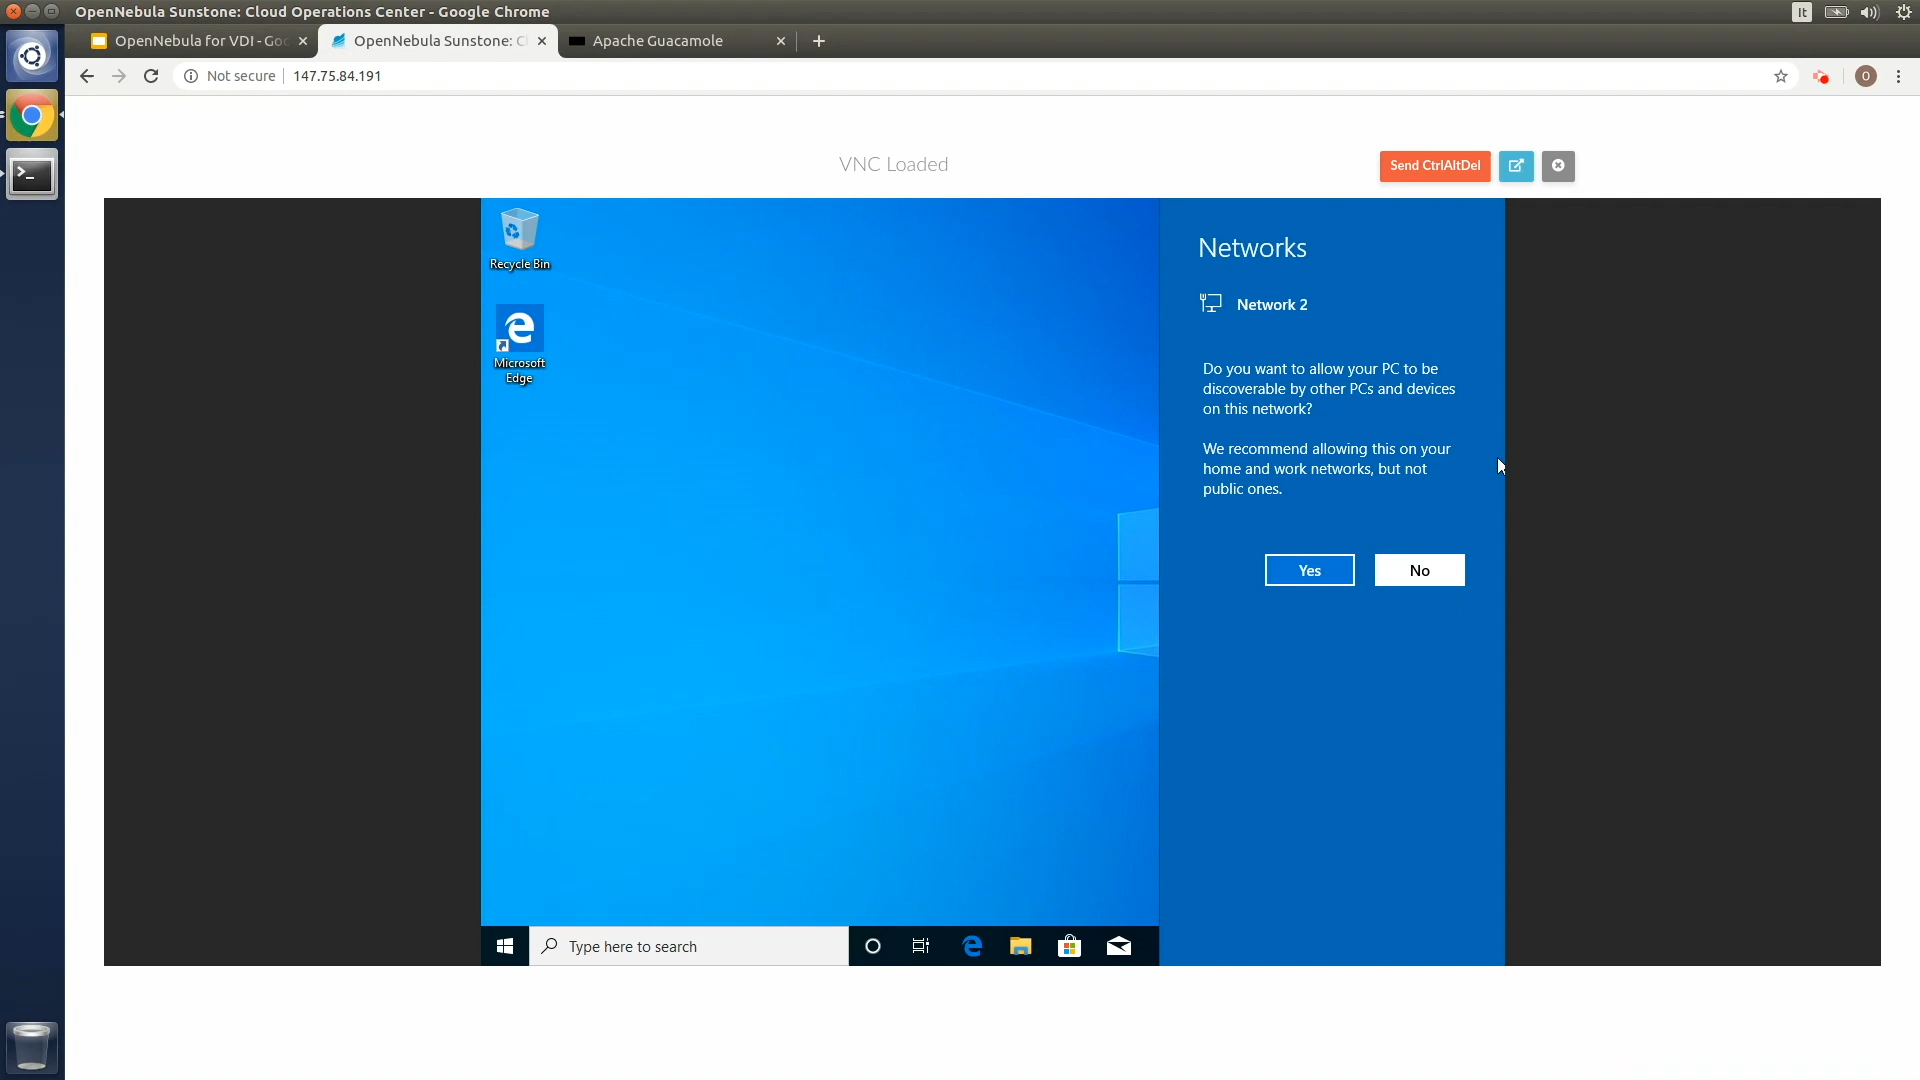 OpenNebula Sunstone: Cloud Operations Center - Google Chrome
It
OpenNebula for VDI - Goo
OpenNebula Sunstone: Cl
Apache Guacamole
Not secure
147.75.84.191
O
VNC Loaded
Send CtrlAltDel
Recycle Bin
Microsoft
Edge
Networks
Network 2
Do you want to allow your PC to be
discoverable by other PCs and devices
on this network?
We recommend allowing this on your
home and work networks, but not
public ones.
Yes
No
Type here to search